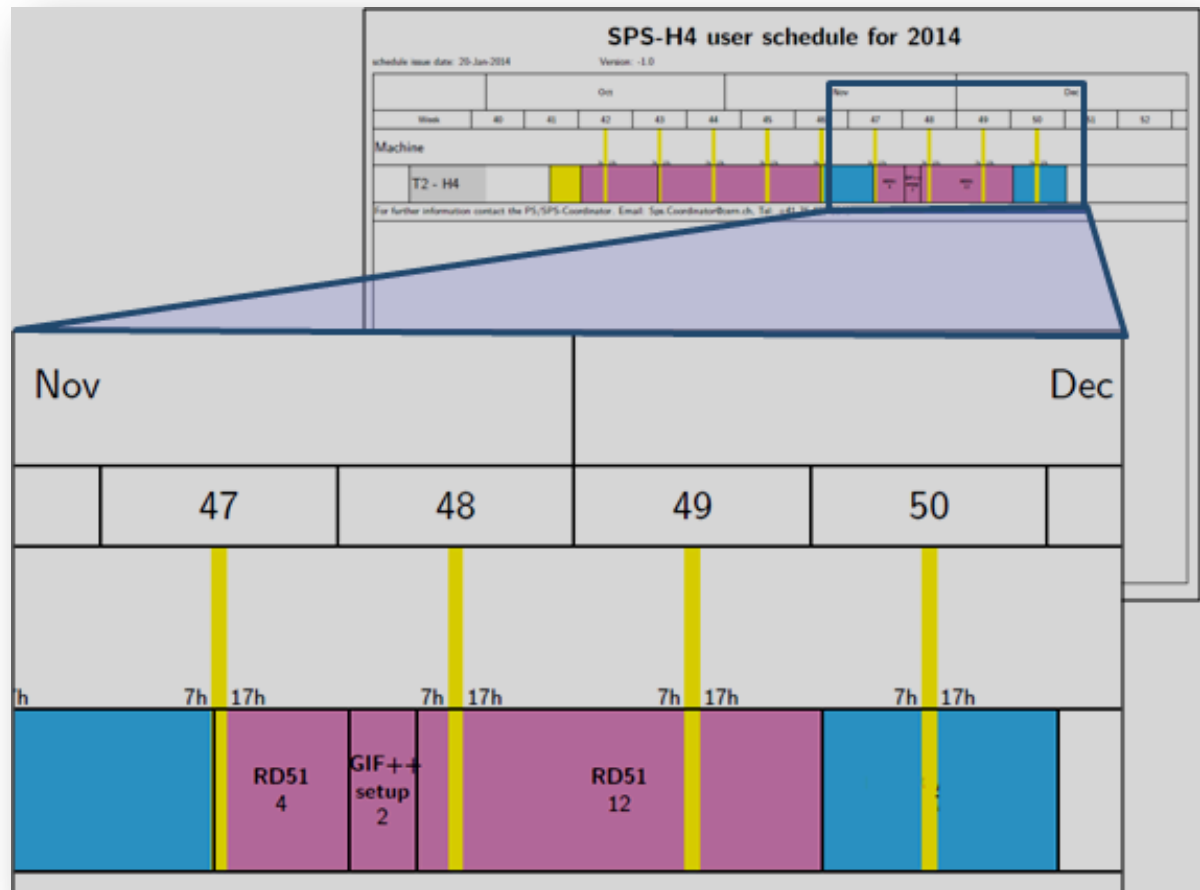 SPS-H4 user schedule for 2014
schedule issue date: 20-Jan-2014 Version: -1.0
Oct Nov Dec
Week 40 41 42 43 44 45 46 47 48 49 50 51 52
Machine
T2 - H4
For further information contact the PS/SPS-Coordinator. Email: Sps.Coordinator@cern.ch, Tel:
Nov Dec
47 48 49 50
7h 17h 7h 17h 7h 17h 7h 17h
RD51
4
GIF++
setup
2
RD51
12